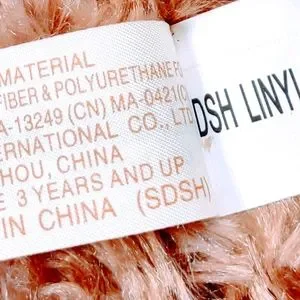 MATERIAL
FIBER & POLYURETHANE F
A-13249 (CN) MA-0421(
ERNATIONAL CO., LTD
HOU, CHINA
E 3 YEARS AND UP
IN CHINA (SDSH)
DSH LINYI